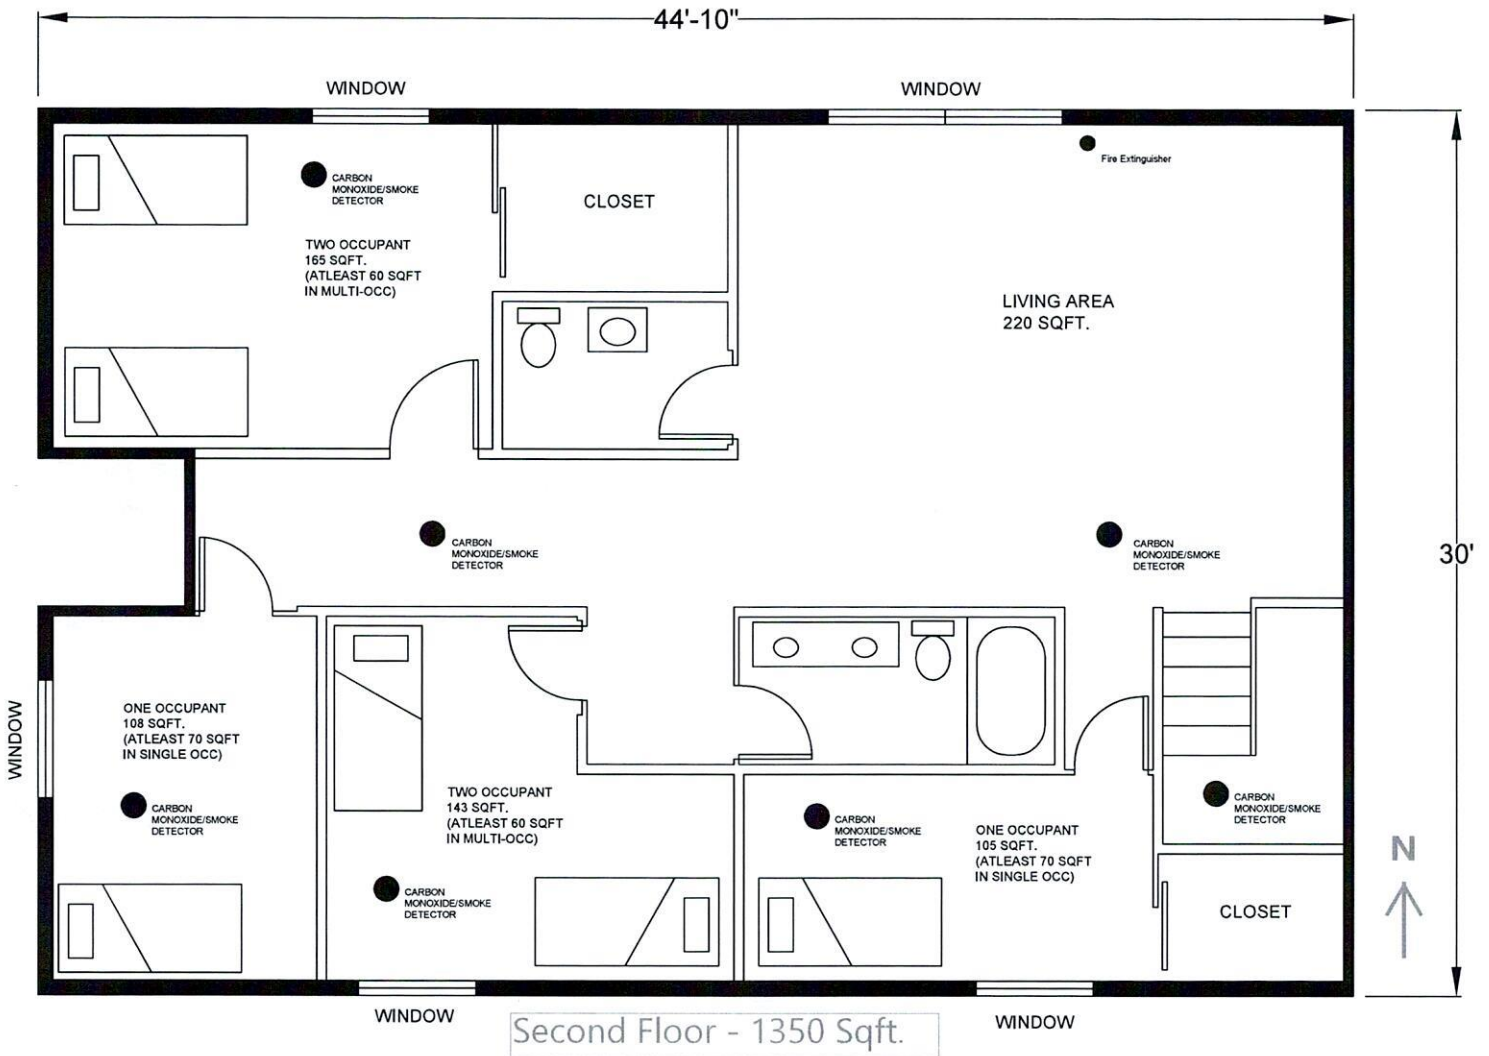 44'-10"
WINDOW
WINDOW
Fire Extinguisher
CARBON
MONOXIDE/SMOKE
DETECTOR
CLOSET
TWO OCCUPANT
165 SQFT.
(ATLEAST 60 SQFT
IN MULTI-OCC)
LIVING AREA
220 SQFT.
CARBON
MONOXIDE/SMOKE
DETECTOR
CARBON
MONOXIDE/SMOKE
DETECTOR
30'
WINDOW
ONE OCCUPANT
108 SQFT.
(ATLEAST 70 SQFT
IN SINGLE OCC)
CARBON
MONOXIDE/SMOKE
DETECTOR
TWO OCCUPANT
143 SQFT.
(ATLEAST 60 SQFT
IN MULTI-OCC)
CARBON
MONOXIDE/SMOKE
DETECTOR
CARBON
MONOXIDE/SMOKE
DETECTOR
ONE OCCUPANT
105 SQFT.
(ATLEAST 70 SQFT
IN SINGLE OCC)
CARBON
MONOXIDE/SMOKE
DETECTOR
N
CLOSET
WINDOW
WINDOW
Second Floor - 1350 Sqft.